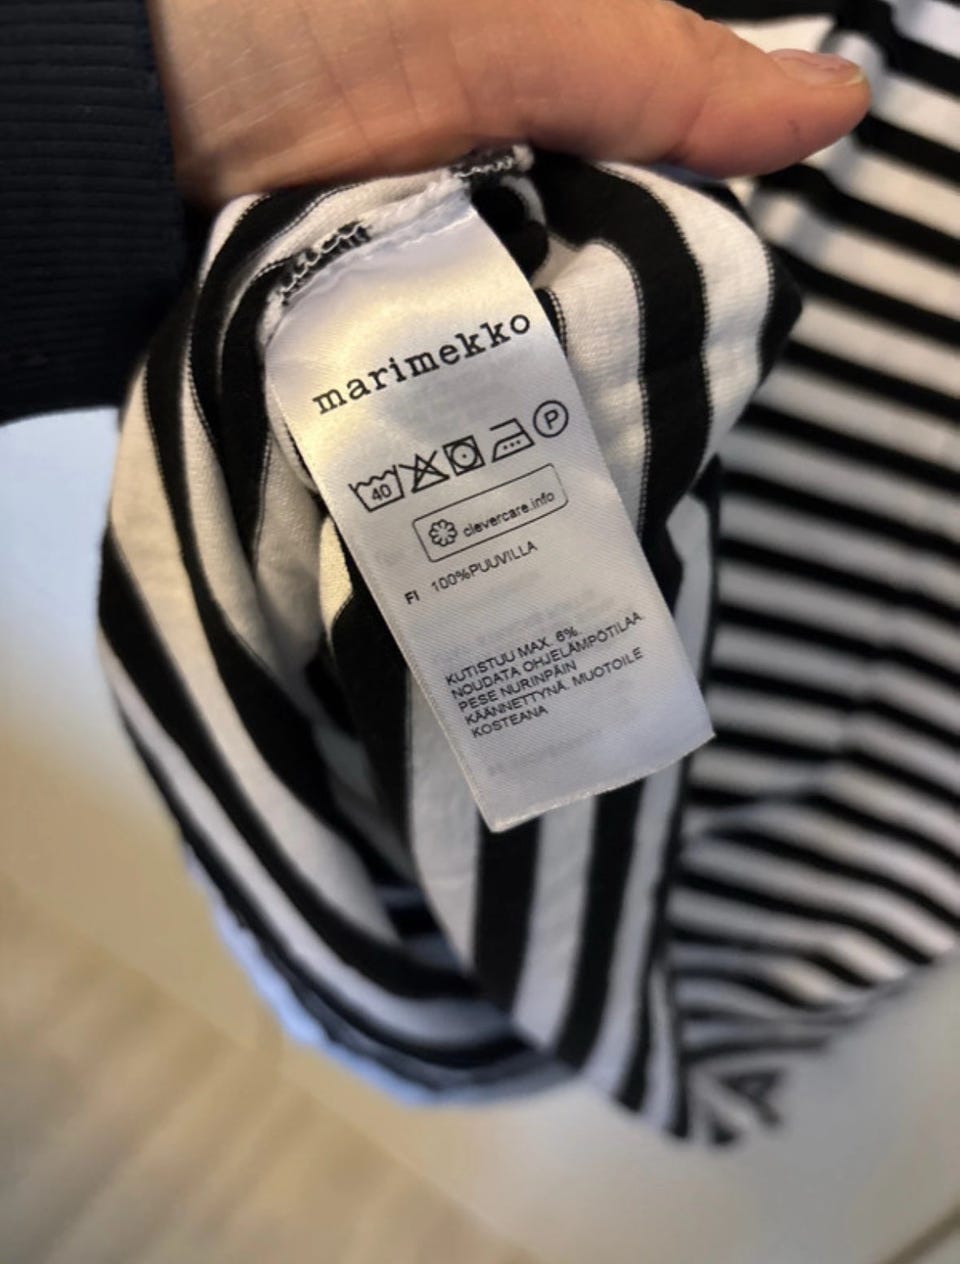 marimekko
40 P
clevercare.info
FI 100%PUUVILLA
KUTISTUU MAX. 6%.
NOUDATA OHJELÄMPÖTILAA.
PESE NURINPÄIN
KÄÄNNETTYNÄ. MUOTOILE
KOSTEANA